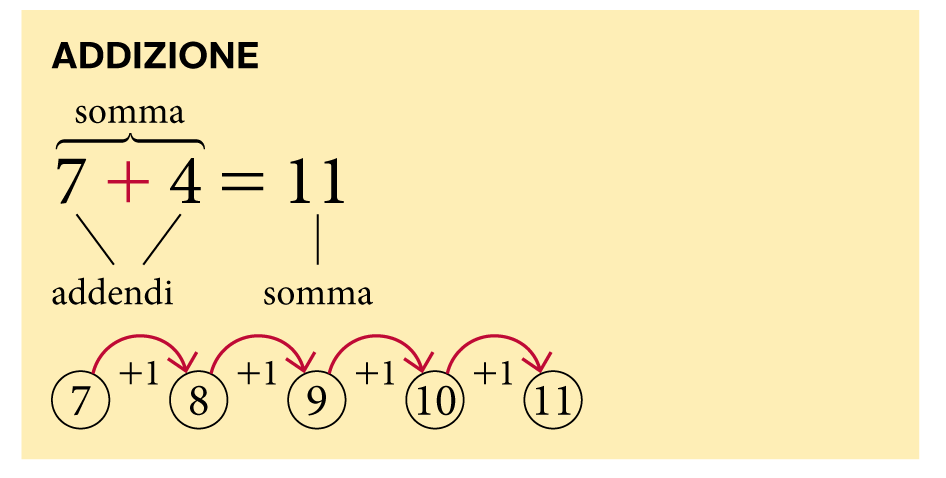 ADDIZIONE
somma
7 + 4 = 11
addendi somma
+1 +1 +1 +1
7 8 9 10 11